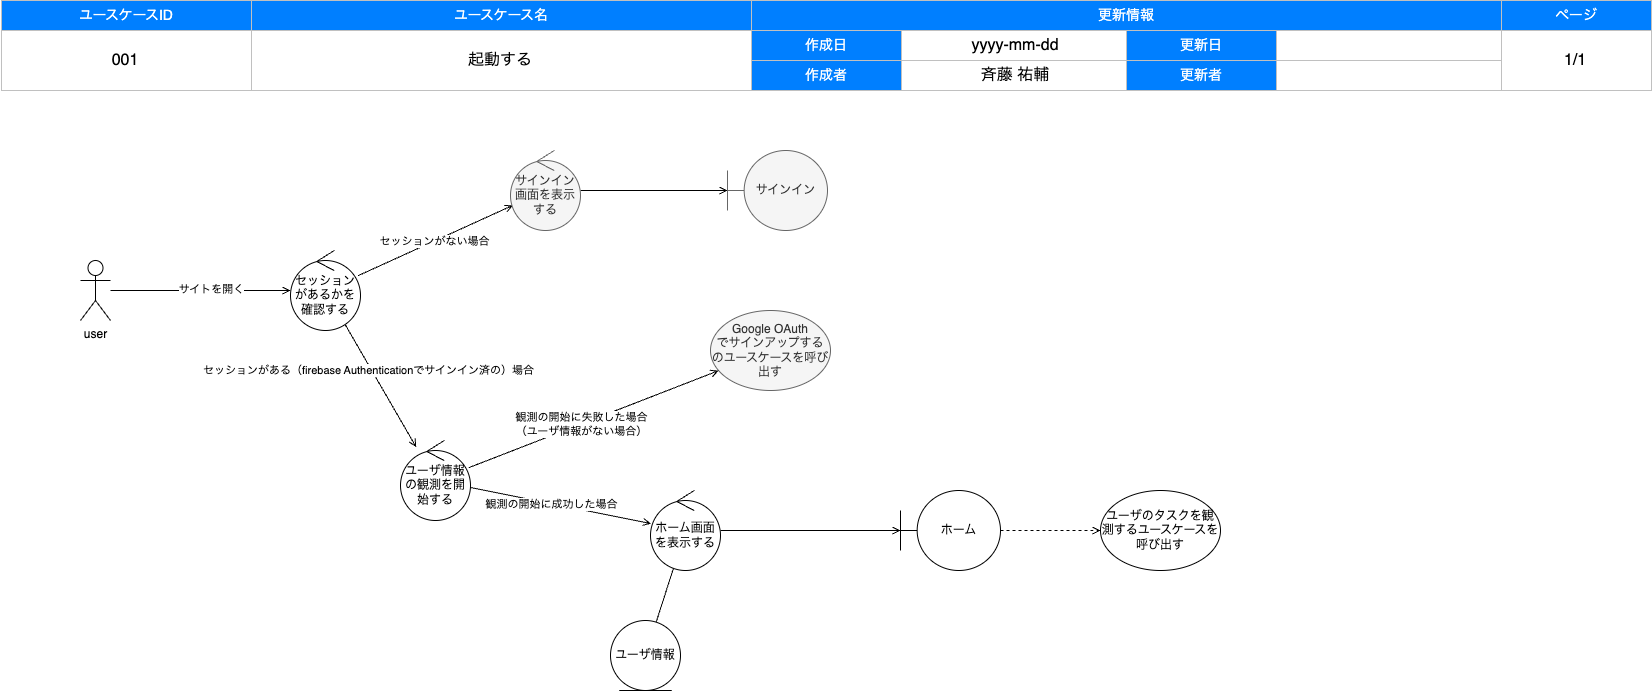 ユースケースID
ユースケース名
更新情報
ページ
001
起動する
作成日
yyyy-mm-dd
更新日
1/1
作成者
斉藤 祐輔
更新者
サインイン
画面を表示
する
サインイン
セッションがない場合
user
サイトを開く
セッション
があるかを
確認する
Google OAuth
でサインアップする
のユースケースを呼び
出す
セッションがある（firebase Authenticationでサインイン済の）場合
観測の開始に失敗した場合
（ユーザ情報がない場合）
ユーザ情報
の観測を開
始する
観測の開始に成功した場合
ホーム画面
を表示する
ホーム
ユーザのタスクを観
測するユースケースを
呼び出す
ユーザ情報